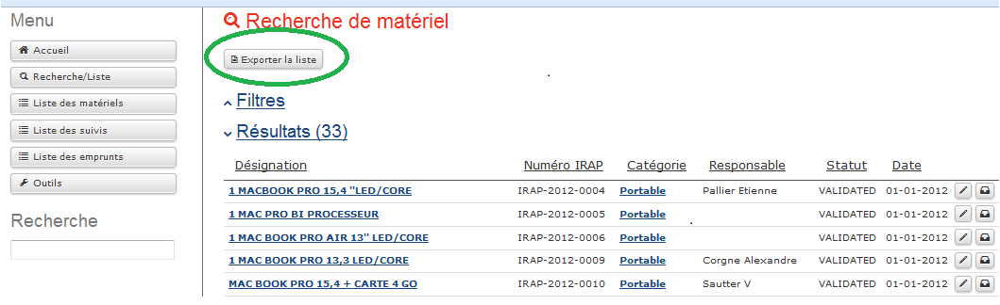 Menu
Accueil
Recherche/Liste
Liste des matériels
Liste des suivis
Liste des emprunts
Outils
Recherche
Recherche de matériel
Exporter la liste
Filtres
Résultats (33)
Désignation Numéro IRAP Catégorie Responsable Statut Date
1 MACBOOK PRO 15,4 "LED/CORE IRAP-2012-0004 Portable Pallier Etienne VALIDATED 01-01-2012
1 MAC PRO BI PROCESSEUR IRAP-2012-0005 Portable VALIDATED 01-01-2012
1 MAC BOOK PRO AIR 13" LED/CORE IRAP-2012-0006 Portable VALIDATED 01-01-2012
1 MAC BOOK PRO 13,3 LED/CORE IRAP-2012-0009 Portable Corgne Alexandre VALIDATED 01-01-2012
MAC BOOK PRO 15,4 + CARTE 4 GO IRAP-2012-0010 Portable Sautter V VALIDATED 01-01-2012